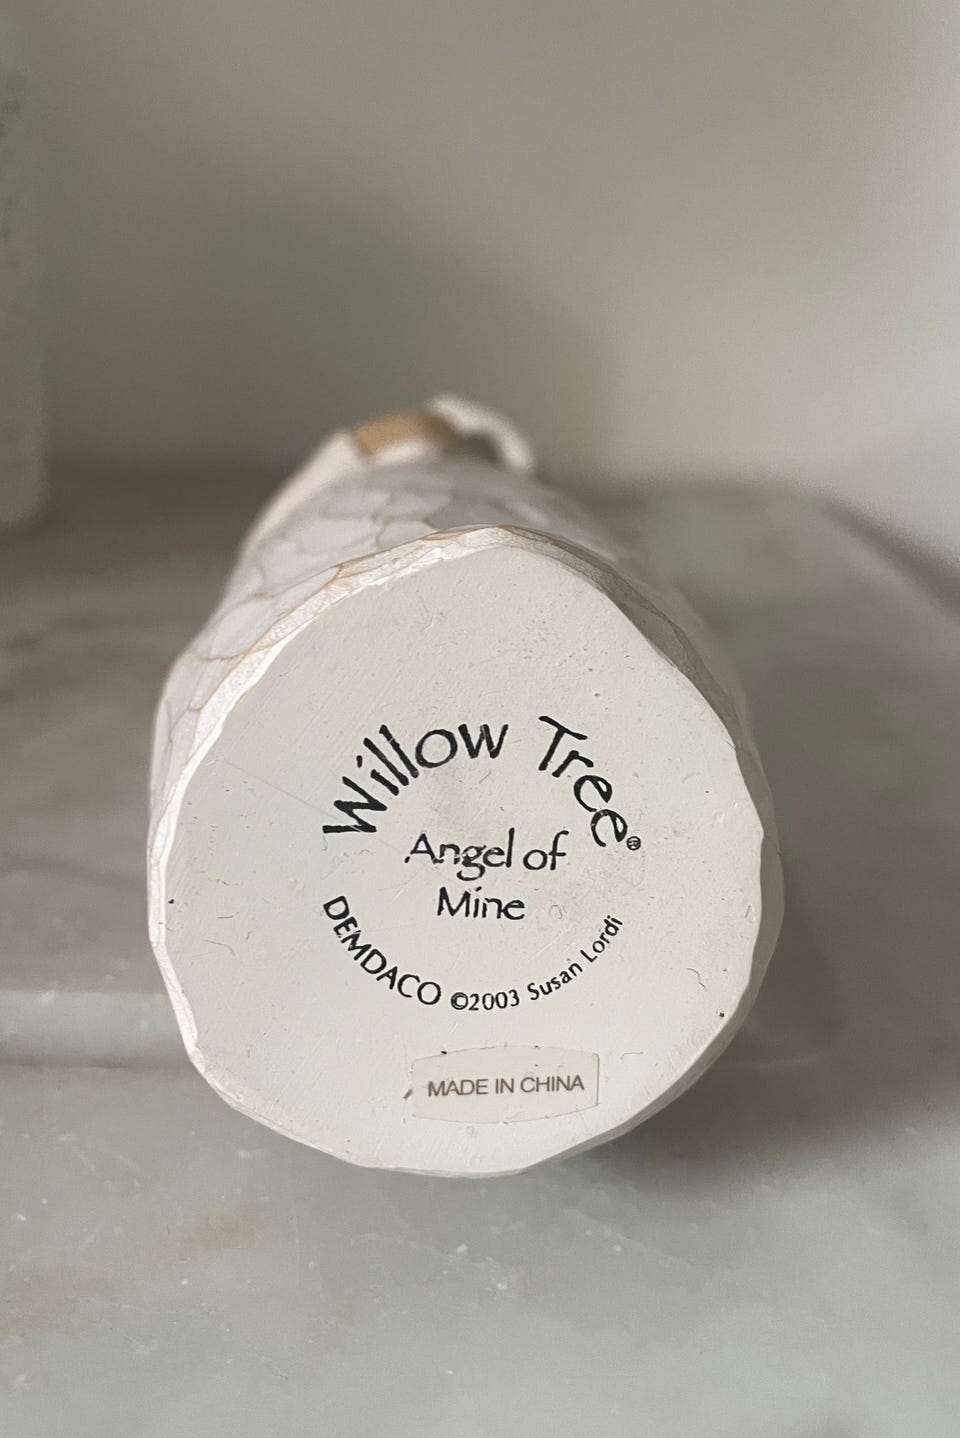 Willow Tree®
Angel of
Mine
DEMDACO ©2003 Susan Lordi
MADE IN CHINA